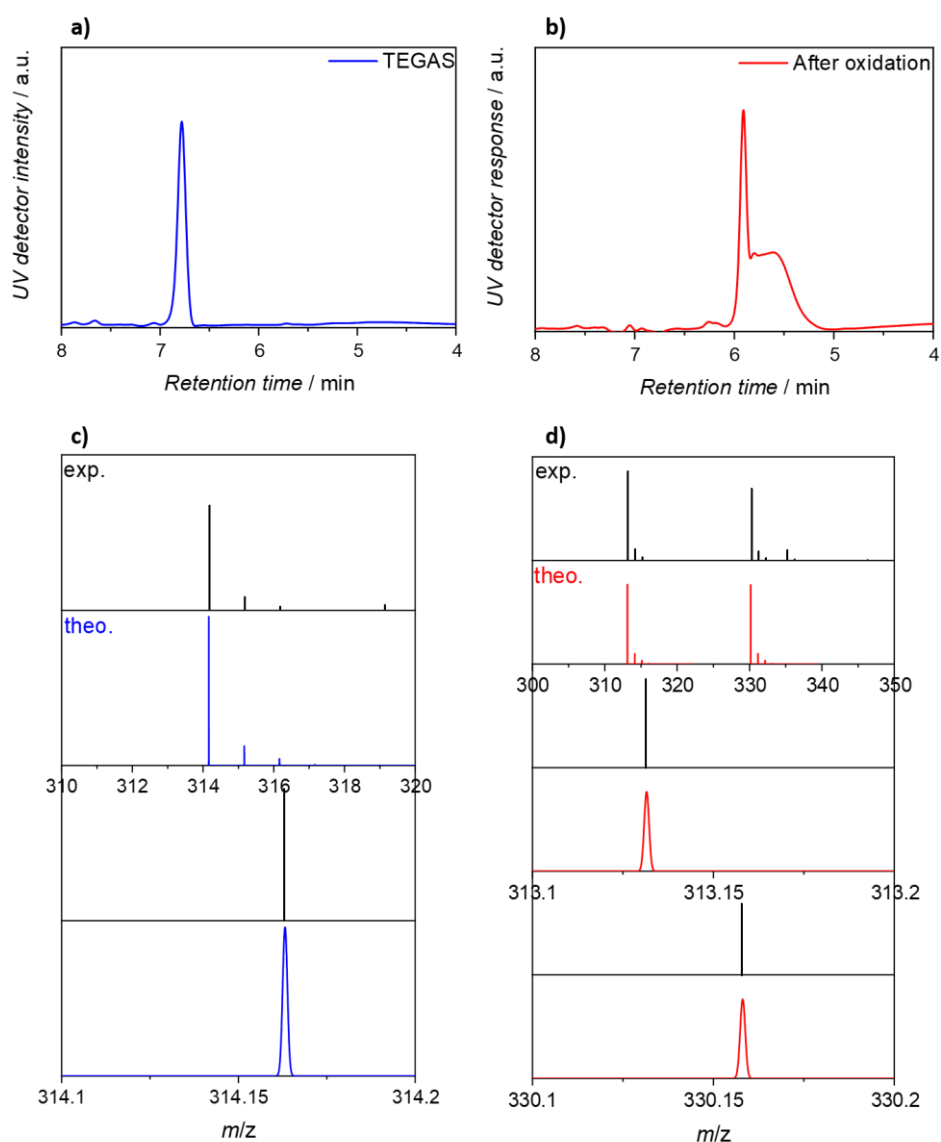 a)
TEGAS
UV detector intensity / a.u.
8 7 6 5 4
Retention time / min
b)
After oxidation
UV detector response / a.u.
8 7 6 5 4
Retention time / min
c)
exp.
theo.
310 312 314 316 318 320
314.1 314.15 314.2
m/z
d)
exp.
theo.
300 310 320 330 340 350
313.1 313.15 313.2
330.1 330.15 330.2
m/z